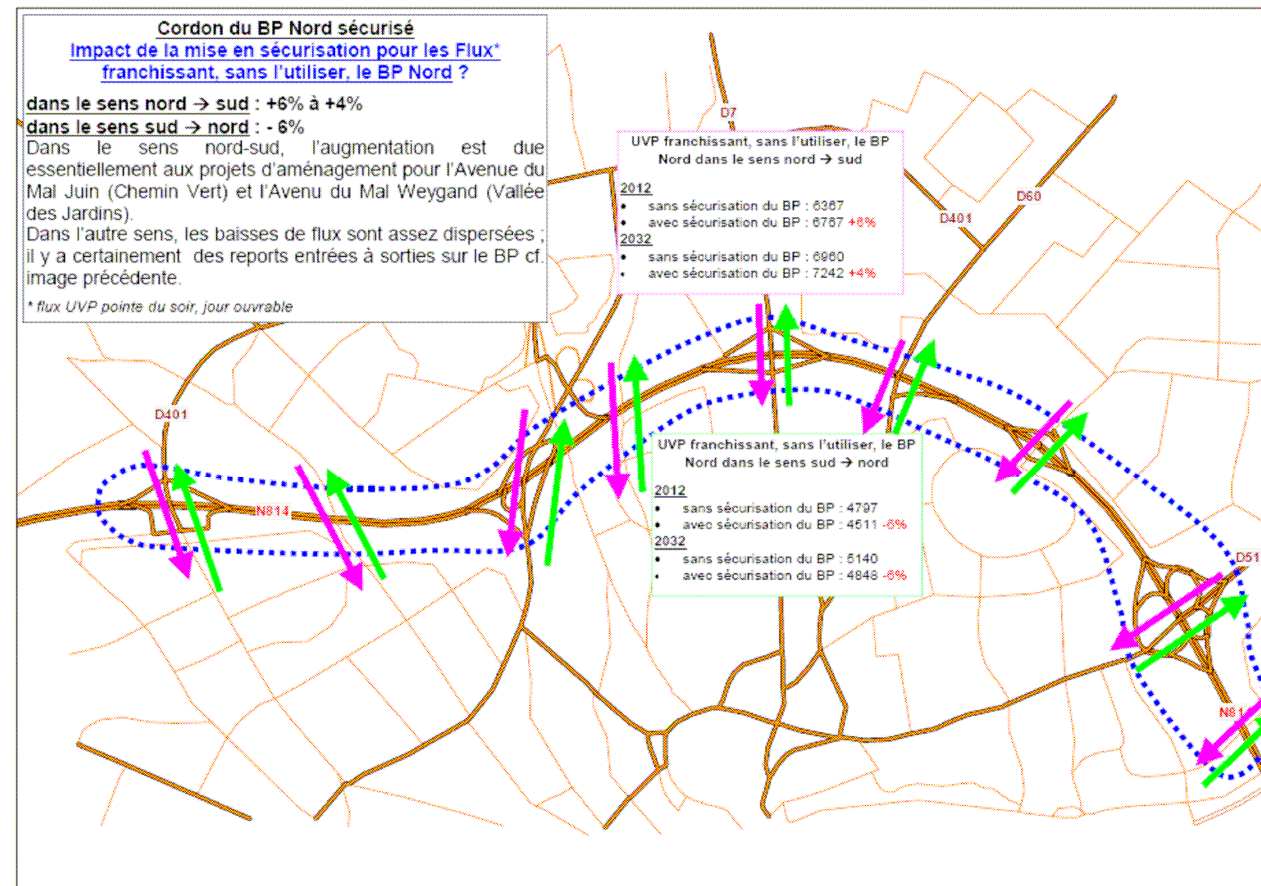 Cordon du BP Nord sécurisé
Impact de la mise en sécurisation pour les Flux*
franchissant, sans l'utiliser, le BP Nord ?
dans le sens nord → sud : +6% à +4%
dans le sens sud → nord : - 6%
Dans le sens nord-sud, l'augmentation est due
essentiellement aux projets d'aménagement pour l'Avenue du
Mal Juin (Chemin Vert) et l'Avenu du Mal Weygand (Vallée
des Jardins).
Dans l'autre sens, les baisses de flux sont assez dispersées ;
il y a certainement des reports entrées à sorties sur le BP cf.
image précédente.
* flux UVP pointe du soir, jour ouvrable
D7
UVP franchissant, sans l'utiliser, le BP
Nord dans le sens nord → sud
2012
• sans sécurisation du BP : 6367
• avec sécurisation du BP : 6767 +6%
2032
• sans sécurisation du BP : 6960
• avec sécurisation du BP : 7242 +4%
D60
D401
D401
UVP franchissant, sans l'utiliser, le BP
Nord dans le sens sud → nord
2012
• sans sécurisation du BP : 4797
• avec sécurisation du BP : 4511 -6%
2032
• sans sécurisation du BP : 5140
• avec sécurisation du BP : 4848 -6%
N814
D51
N814